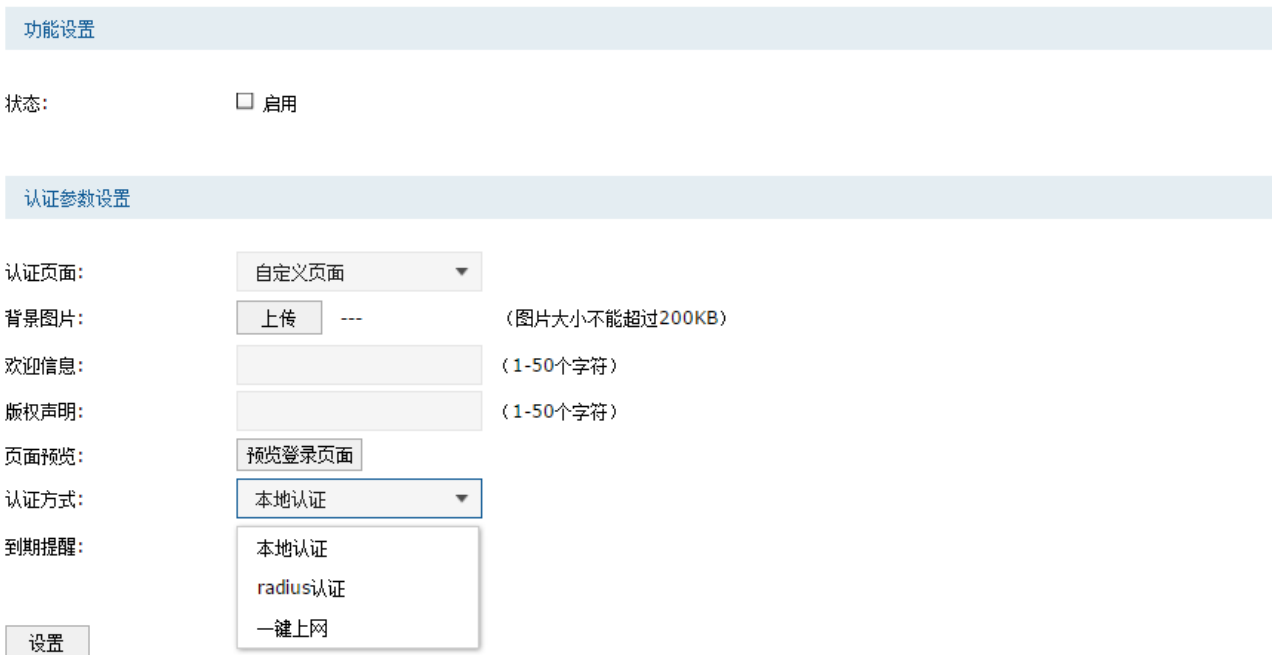 功能设置
状态: 启用
认证参数设置
认证页面: 自定义页面
背景图片: 上传 --- (图片大小不能超过200KB)
欢迎信息: (1-50个字符)
版权声明: (1-50个字符)
页面预览: 预览登录页面
认证方式: 本地认证
到期提醒: 本地认证
radius认证
一键上网
设置